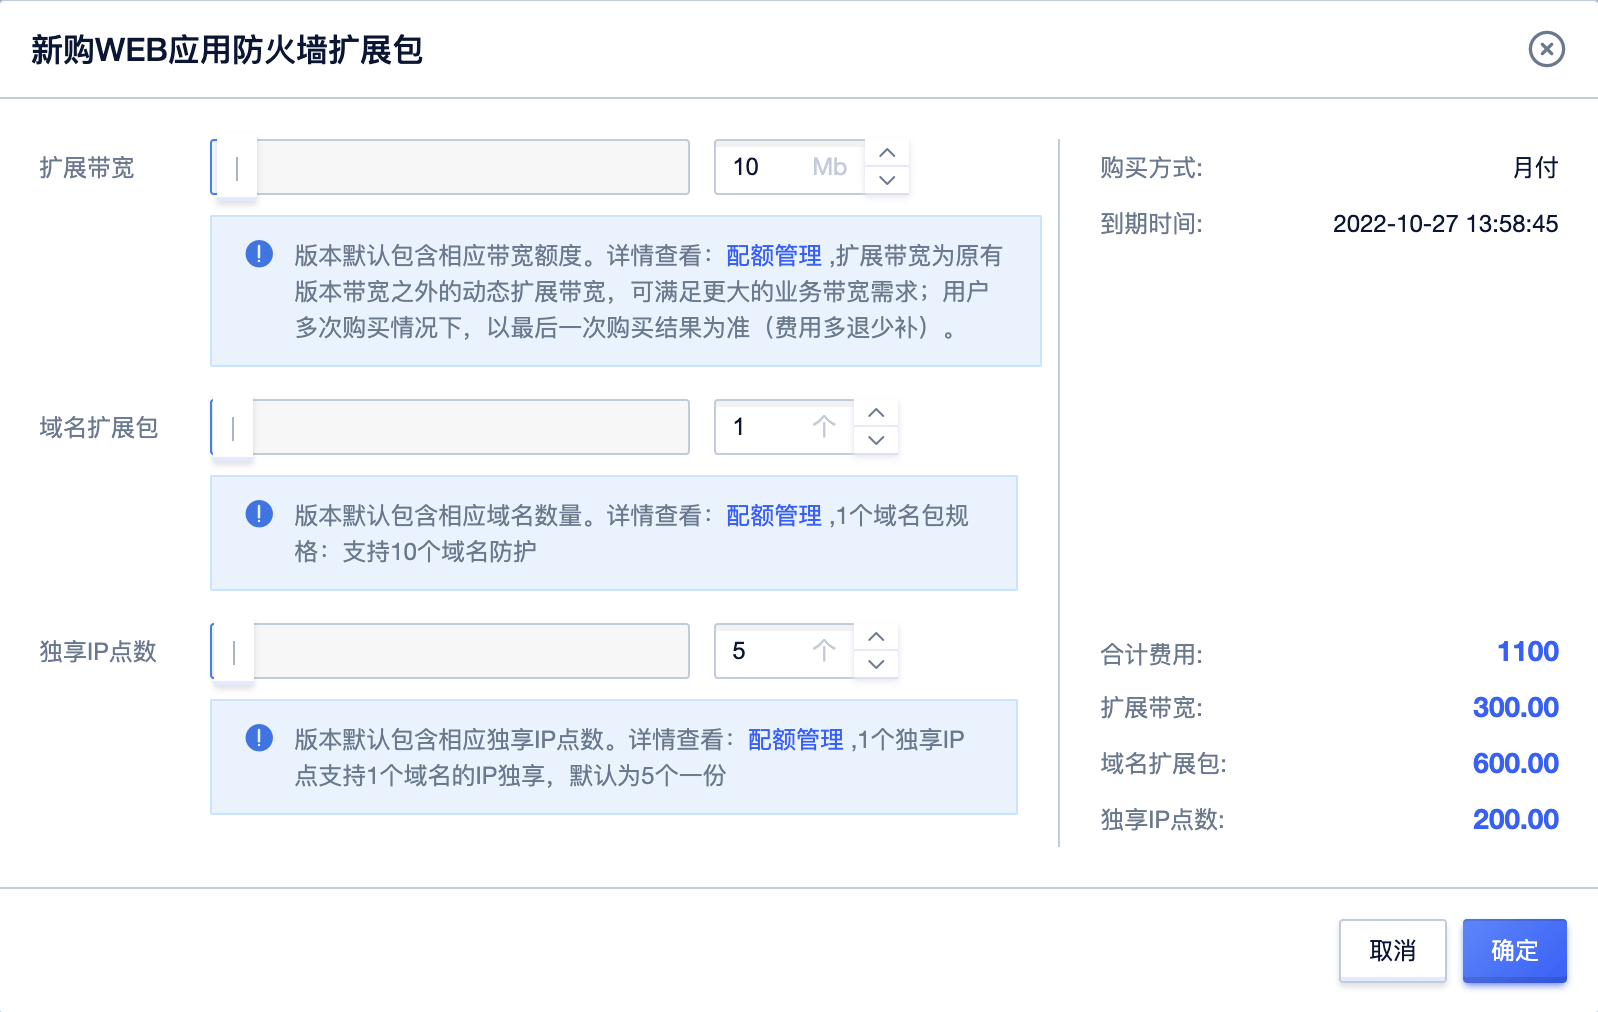 新购WEB应用防火墙扩展包
扩展带宽
10 Mb
版本默认包含相应带宽额度。详情查看：配额管理 ,扩展带宽为原有
版本带宽之外的动态扩展带宽，可满足更大的业务带宽需求；用户
多次购买情况下，以最后一次购买结果为准（费用多退少补）。
域名扩展包
1 个
版本默认包含相应域名数量。详情查看：配额管理 ,1个域名包规
格：支持10个域名防护
独享IP点数
5 个
版本默认包含相应独享IP点数。详情查看：配额管理 ,1个独享IP
点支持1个域名的IP独享，默认为5个一份
购买方式: 月付
到期时间: 2022-10-27 13:58:45
合计费用: 1100
扩展带宽: 300.00
域名扩展包: 600.00
独享IP点数: 200.00
取消 确定